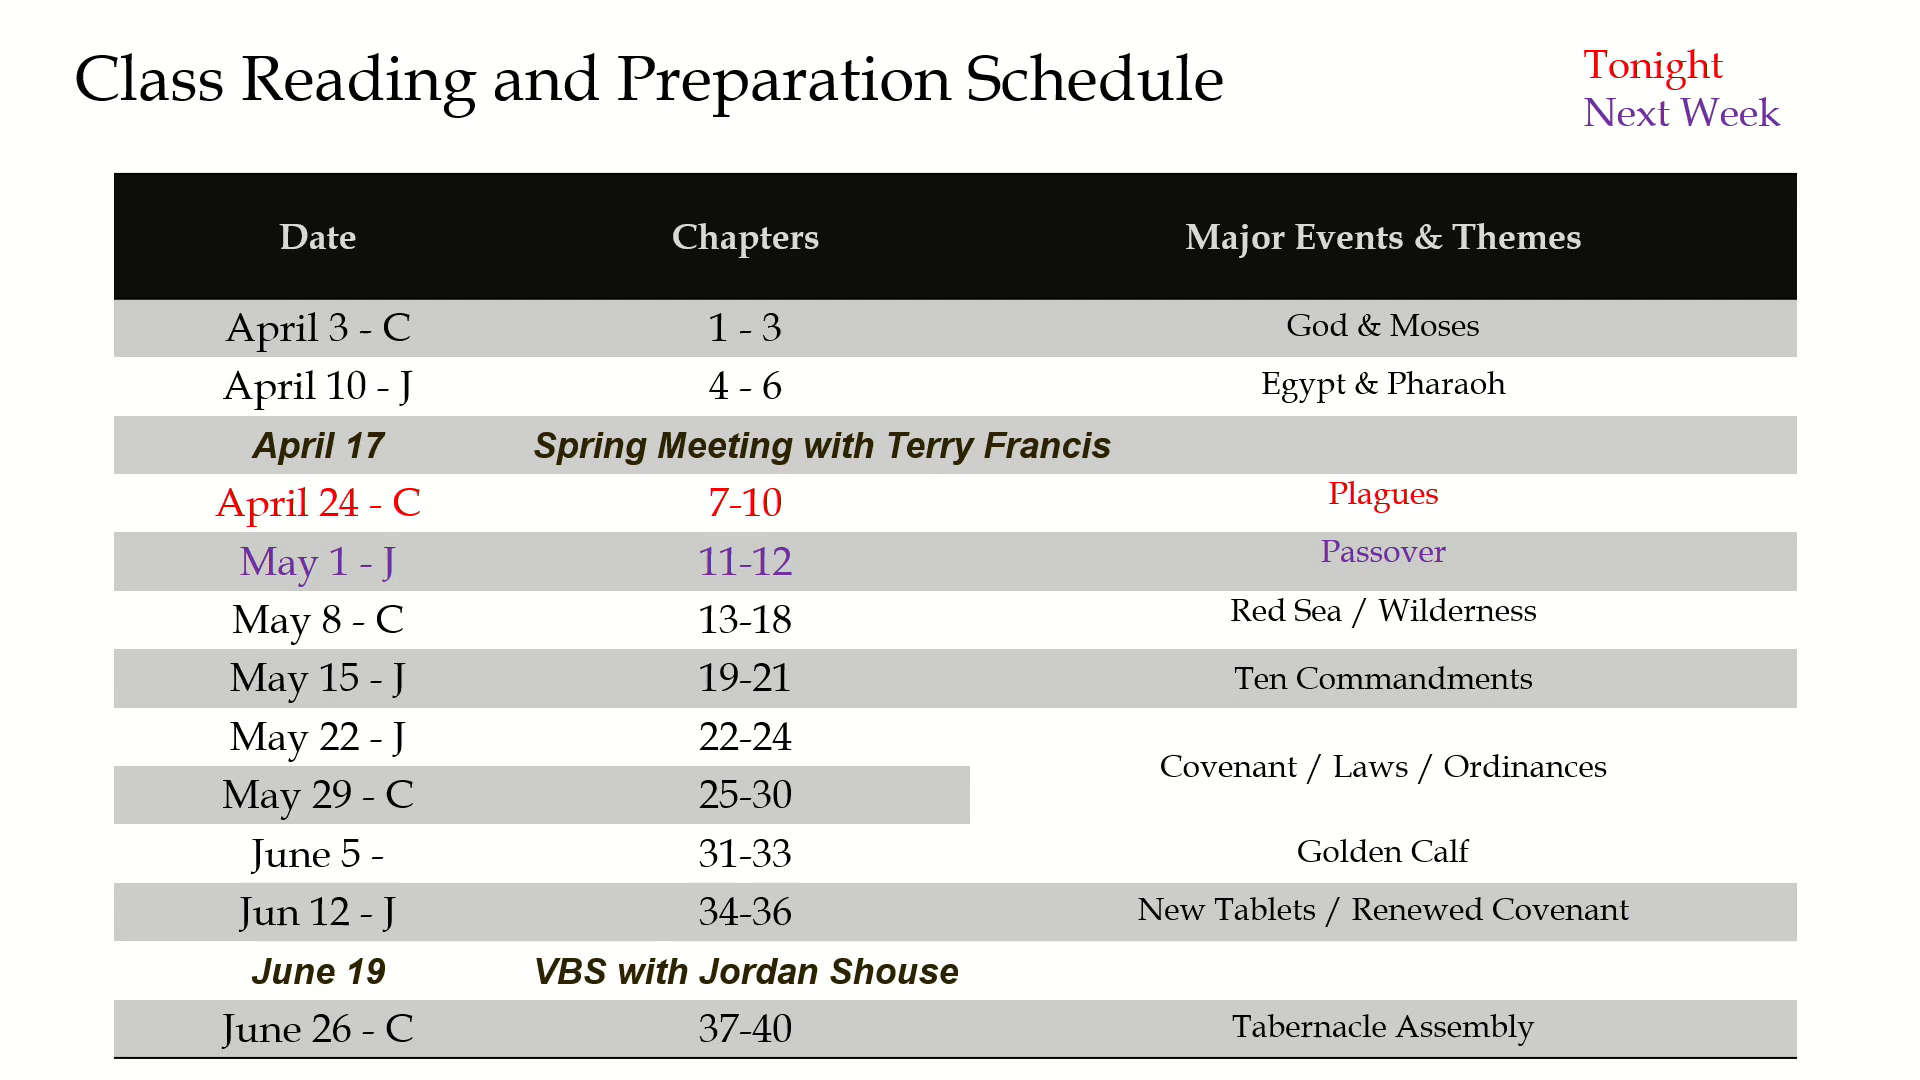 Class Reading and Preparation Schedule
Tonight
Next Week
Date Chapters Major Events & Themes
April 3 - C 1 - 3 God & Moses
April 10 - J 4 - 6 Egypt & Pharaoh
April 17 Spring Meeting with Terry Francis
April 24 - C 7-10 Plagues
May 1 - J 11-12 Passover
May 8 - C 13-18 Red Sea / Wilderness
May 15 - J 19-21 Ten Commandments
May 22 - J 22-24
Covenant / Laws / Ordinances
May 29 - C 25-30
June 5 - 31-33 Golden Calf
Jun 12 - J 34-36 New Tablets / Renewed Covenant
June 19 VBS with Jordan Shouse
June 26 - C 37-40 Tabernacle Assembly